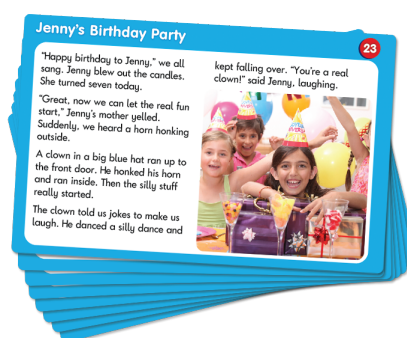 Jenny's Birthday Party
23
"Happy birthday to Jenny," we all
sang. Jenny blew out the candles.
She turned seven today.
"Great, now we can let the real fun
start," Jenny's mother yelled.
Suddenly, we heard a horn honking
outside.
A clown in a big blue hat ran up to
the front door. He honked his horn
and ran inside. Then the silly stuff
really started.
The clown told us jokes to make us
laugh. He danced a silly dance and
kept falling over. "You're a real
clown!" said Jenny, laughing.